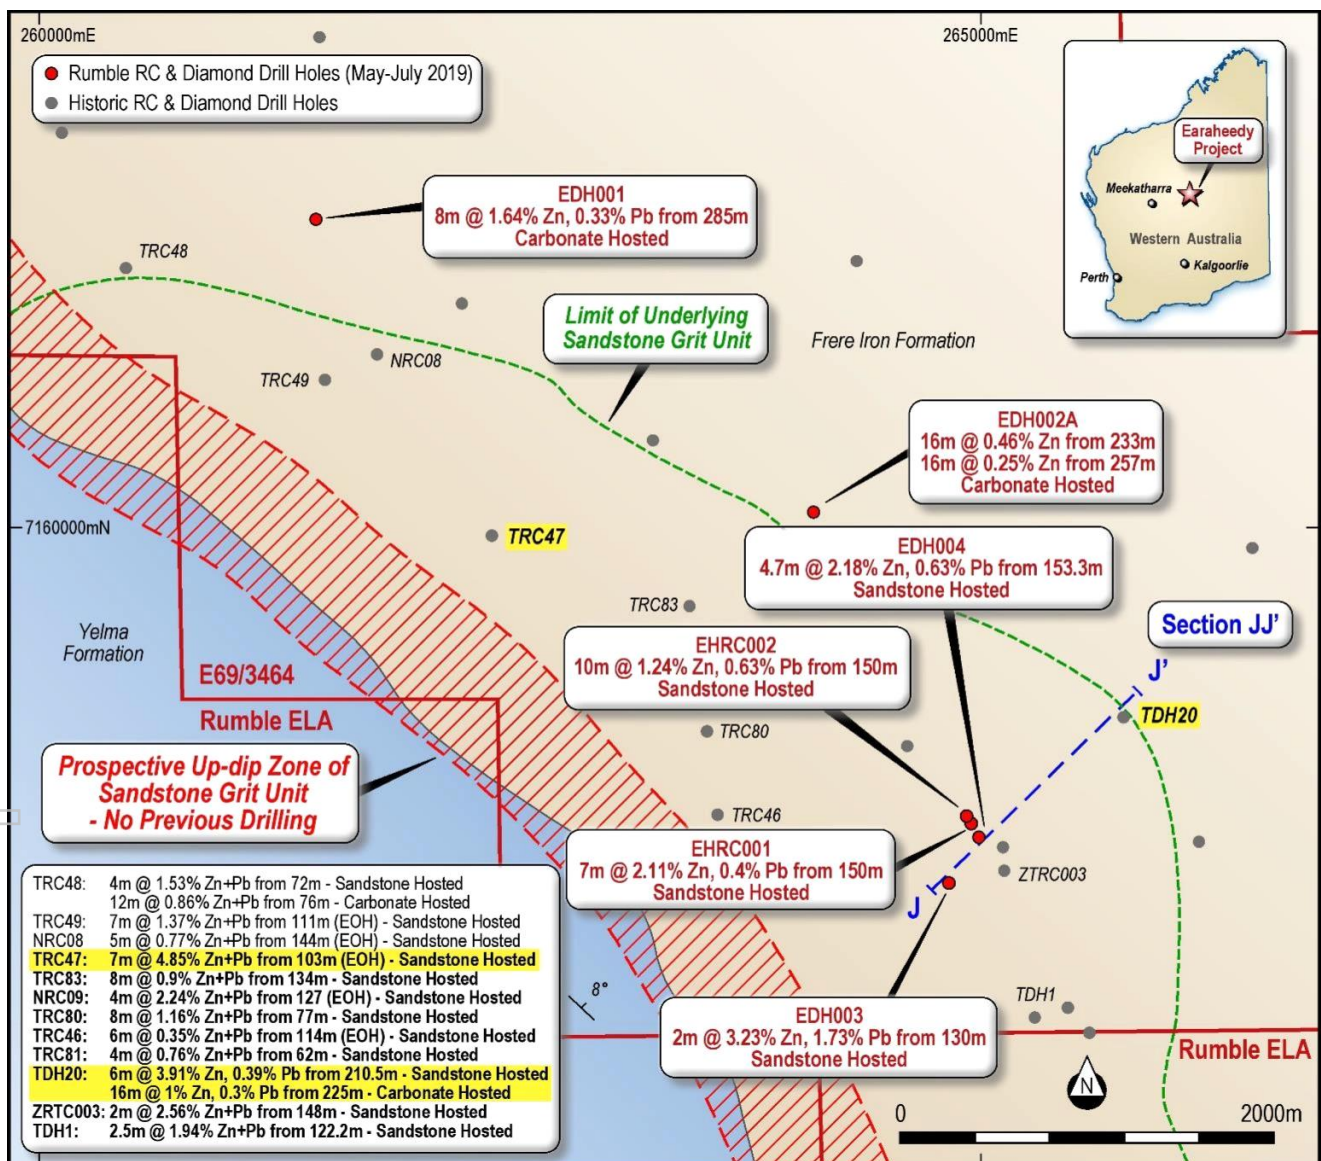 260000mE
265000mE
Rumble RC & Diamond Drill Holes (May-July 2019)
Historic RC & Diamond Drill Holes
Earaheedy
Project
Meekatharra
Western Australia
Perth
Kalgoorlie
EDH001
8m @ 1.64% Zn, 0.33% Pb from 285m
Carbonate Hosted
TRC48
Limit of Underlying
Sandstone Grit Unit
Frere Iron Formation
NRC08
TRC49
EDH002A
16m @ 0.46% Zn from 233m
16m @ 0.25% Zn from 257m
Carbonate Hosted
7160000mN
TRC47
EDH004
4.7m @ 2.18% Zn, 0.63% Pb from 153.3m
Sandstone Hosted
TRC83
Section JJ’
Yelma
Formation
EHRC002
10m @ 1.24% Zn, 0.63% Pb from 150m
Sandstone Hosted
E69/3464
Rumble ELA
J’
TDH20
TRC80
Prospective Up-dip Zone of
Sandstone Grit Unit
- No Previous Drilling
TRC46
EHRC001
7m @ 2.11% Zn, 0.4% Pb from 150m
Sandstone Hosted
ZTRC003
J
TRC48: 4m @ 1.53% Zn+Pb from 72m - Sandstone Hosted
12m @ 0.86% Zn+Pb from 76m - Carbonate Hosted
TRC49: 7m @ 1.37% Zn+Pb from 111m (EOH) - Sandstone Hosted
NRC08 5m @ 0.77% Zn+Pb from 144m (EOH) - Sandstone Hosted
TRC47: 7m @ 4.85% Zn+Pb from 103m (EOH) - Sandstone Hosted
TRC83: 8m @ 0.9% Zn+Pb from 134m - Sandstone Hosted
NRC09: 4m @ 2.24% Zn+Pb from 127 (EOH) - Sandstone Hosted
TRC80: 8m @ 1.16% Zn+Pb from 77m - Sandstone Hosted
TRC46: 6m @ 0.35% Zn+Pb from 114m (EOH) - Sandstone Hosted
TRC81: 4m @ 0.76% Zn+Pb from 62m - Sandstone Hosted
TDH20: 6m @ 3.91% Zn, 0.39% Pb from 210.5m - Sandstone Hosted
16m @ 1% Zn, 0.3% Pb from 225m - Carbonate Hosted
ZRTC003: 2m @ 2.56% Zn+Pb from 148m - Sandstone Hosted
TDH1: 2.5m @ 1.94% Zn+Pb from 122.2m - Sandstone Hosted
8°
TDH1
EDH003
2m @ 3.23% Zn, 1.73% Pb from 130m
Sandstone Hosted
Rumble ELA
N
0
2000m